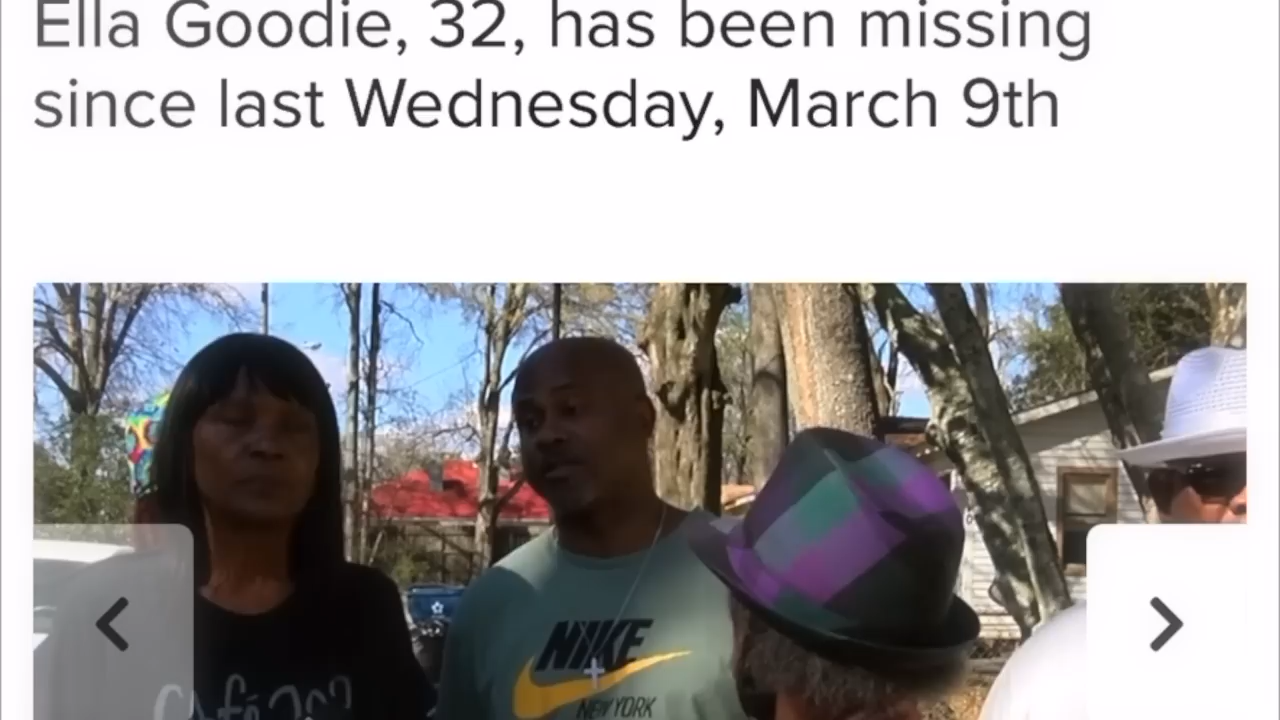 Ella Goodie, 32, has been missing
since last Wednesday, March 9th
NIKE
NEW YORK